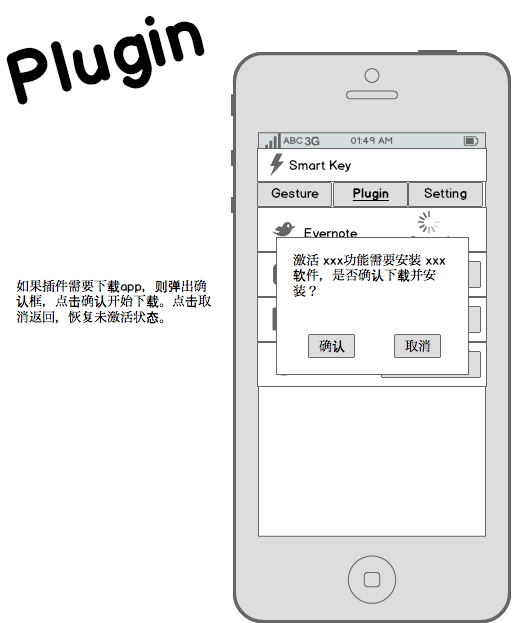 Plugin
ABC 3G 01:49 AM
Smart Key
Gesture Plugin Setting
Evernote
激活 xxx功能需要安装 xxx
软件，是否确认下载并安
装？
确认 取消
如果插件需要下载app，则弹出确
认框，点击确认开始下载。点击取
消返回，恢复未激活状态。